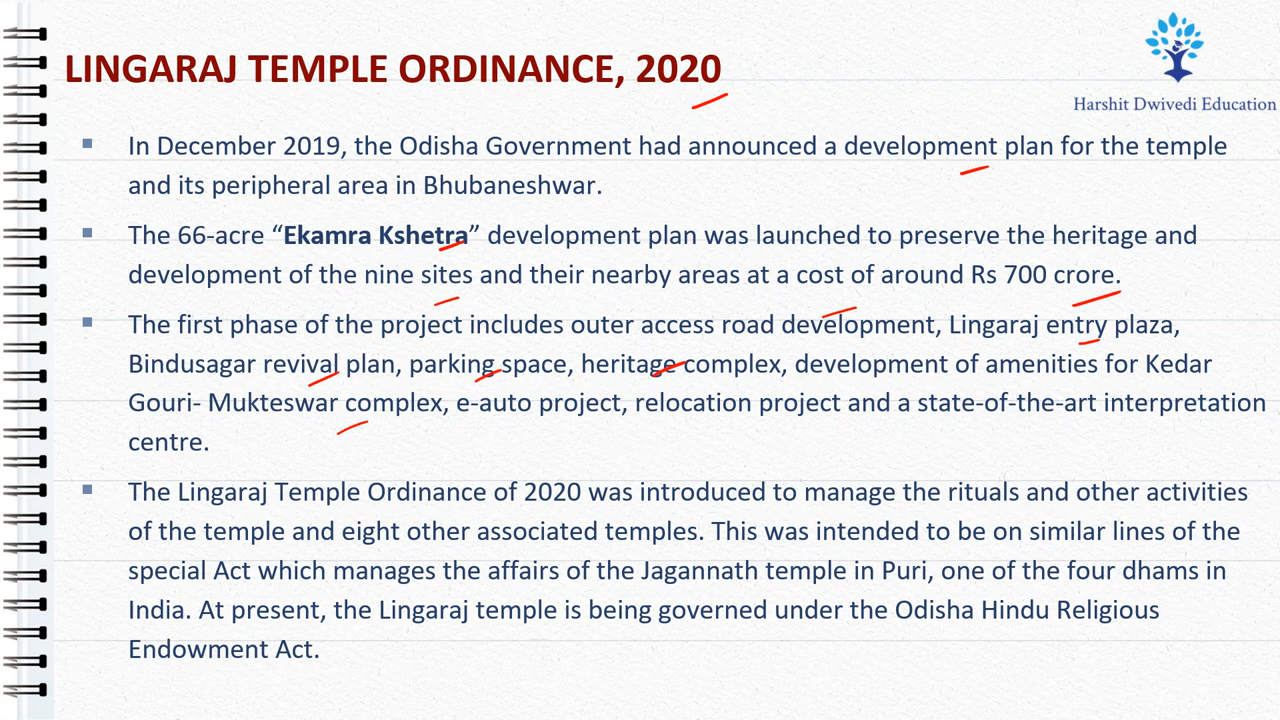 LINGARAJ TEMPLE ORDINANCE, 2020
Harshit Dwivedi Education
▪ In December 2019, the Odisha Government had announced a development plan for the temple
and its peripheral area in Bhubaneshwar.
▪ The 66-acre “Ekamra Kshetra” development plan was launched to preserve the heritage and
development of the nine sites and their nearby areas at a cost of around Rs 700 crore.
▪ The first phase of the project includes outer access road development, Lingaraj entry plaza,
Bindusagar revival plan, parking space, heritage complex, development of amenities for Kedar
Gouri- Mukteswar complex, e-auto project, relocation project and a state-of-the-art interpretation
centre.
▪ The Lingaraj Temple Ordinance of 2020 was introduced to manage the rituals and other activities
of the temple and eight other associated temples. This was intended to be on similar lines of the
special Act which manages the affairs of the Jagannath temple in Puri, one of the four dhams in
India. At present, the Lingaraj temple is being governed under the Odisha Hindu Religious
Endowment Act.